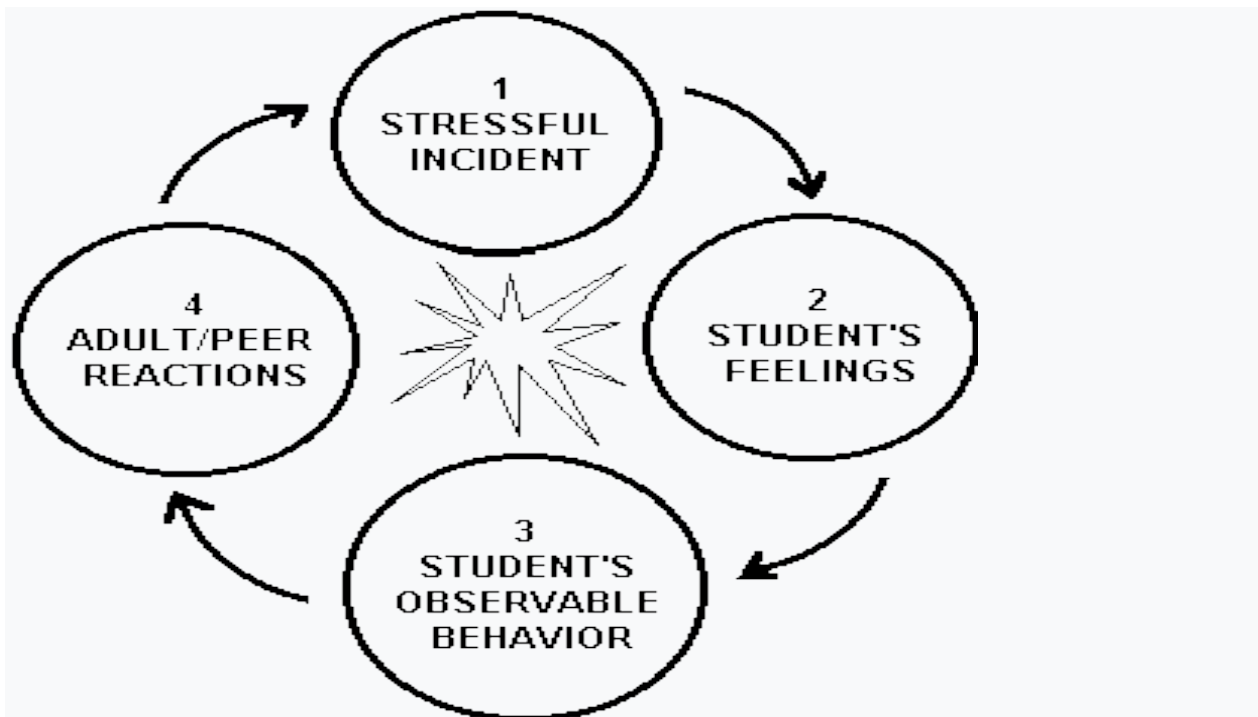 1
STRESSFUL
INCIDENT
2
STUDENT'S
FEELINGS
3
STUDENT'S
OBSERVABLE
BEHAVIOR
4
ADULT/PEER
REACTIONS